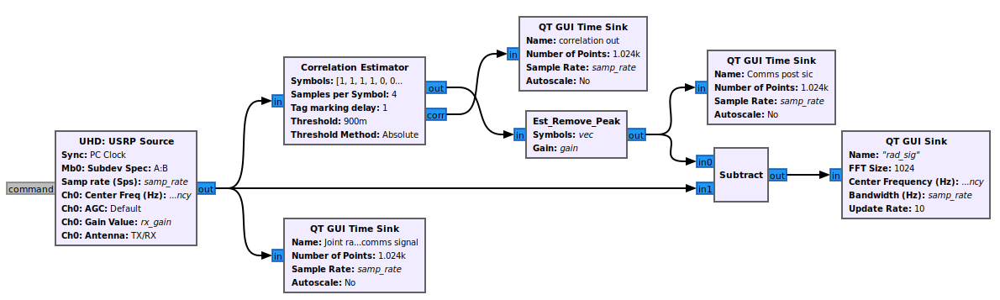 command
UHD: USRP Source
Sync: PC Clock
Mb0: Subdev Spec: A:B
Samp rate (Sps): samp_rate
Ch0: Center Freq (Hz): ...ncy
Ch0: AGC: Default
Ch0: Gain Value: rx_gain
Ch0: Antenna: TX/RX
out
in
Correlation Estimator
Symbols: [1, 1, 1, 1, 0, 0...
Samples per Symbol: 4
Tag marking delay: 1
Threshold: 900m
Threshold Method: Absolute
out
corr
in
QT GUI Time Sink
Name: Joint ra...comms signal
Number of Points: 1.024k
Sample Rate: samp_rate
Autoscale: No
in
QT GUI Time Sink
Name: correlation out
Number of Points: 1.024k
Sample Rate: samp_rate
Autoscale: No
in
Est_Remove_Peak
Symbols: vec
Gain: gain
out
in
QT GUI Time Sink
Name: Comms post sic
Number of Points: 1.024k
Sample Rate: samp_rate
Autoscale: No
in0
in1
Subtract
out
in
QT GUI Sink
Name: "rad_sig"
FFT Size: 1024
Center Frequency (Hz): ...ncy
Bandwidth (Hz): samp_rate
Update Rate: 10